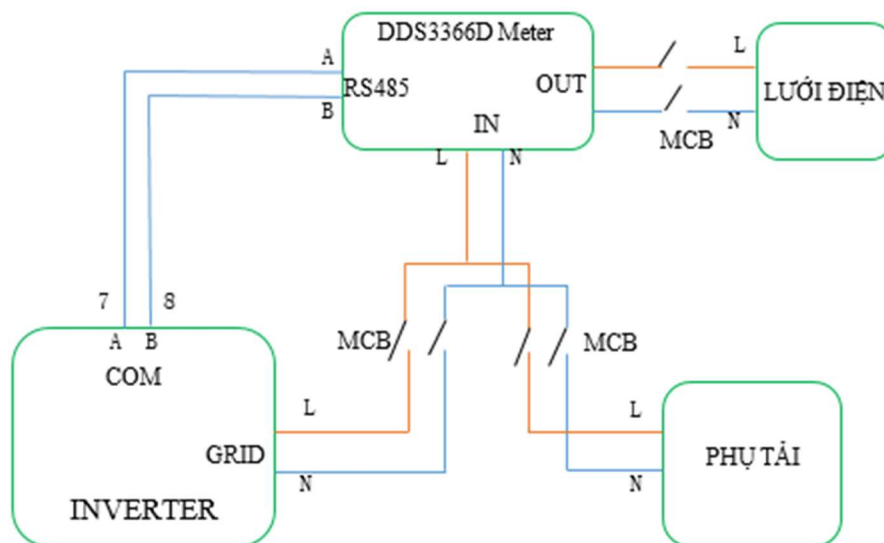 DDS3366D Meter
A
L
RS485
OUT
LƯỚI ĐIỆN
B
IN
MCB
N
L
N
7
8
A
B
MCB
MCB
COM
L
L
GRID
PHỤ TẢI
N
N
INVERTER